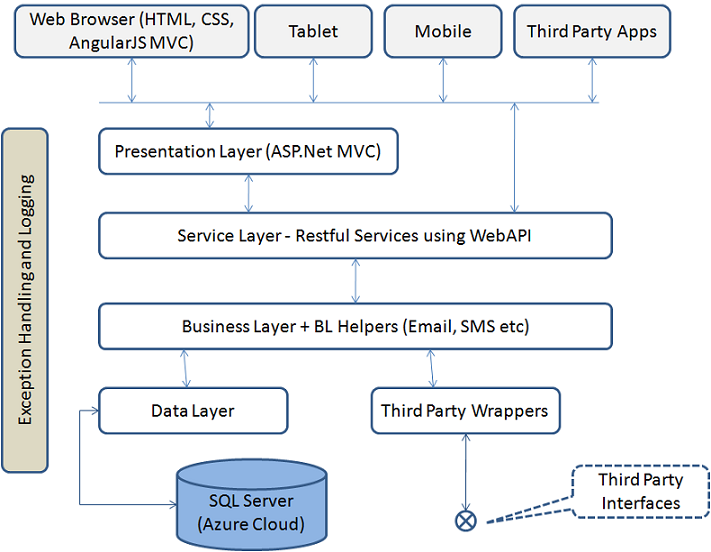 Web Browser (HTML, CSS,
AngularJS MVC)
Tablet
Mobile
Third Party Apps
Exception Handling and Logging
Presentation Layer (ASP.Net MVC)
Service Layer - Restful Services using WebAPI
Business Layer + BL Helpers (Email, SMS etc)
Data Layer
Third Party Wrappers
SQL Server
(Azure Cloud)
Third Party
Interfaces